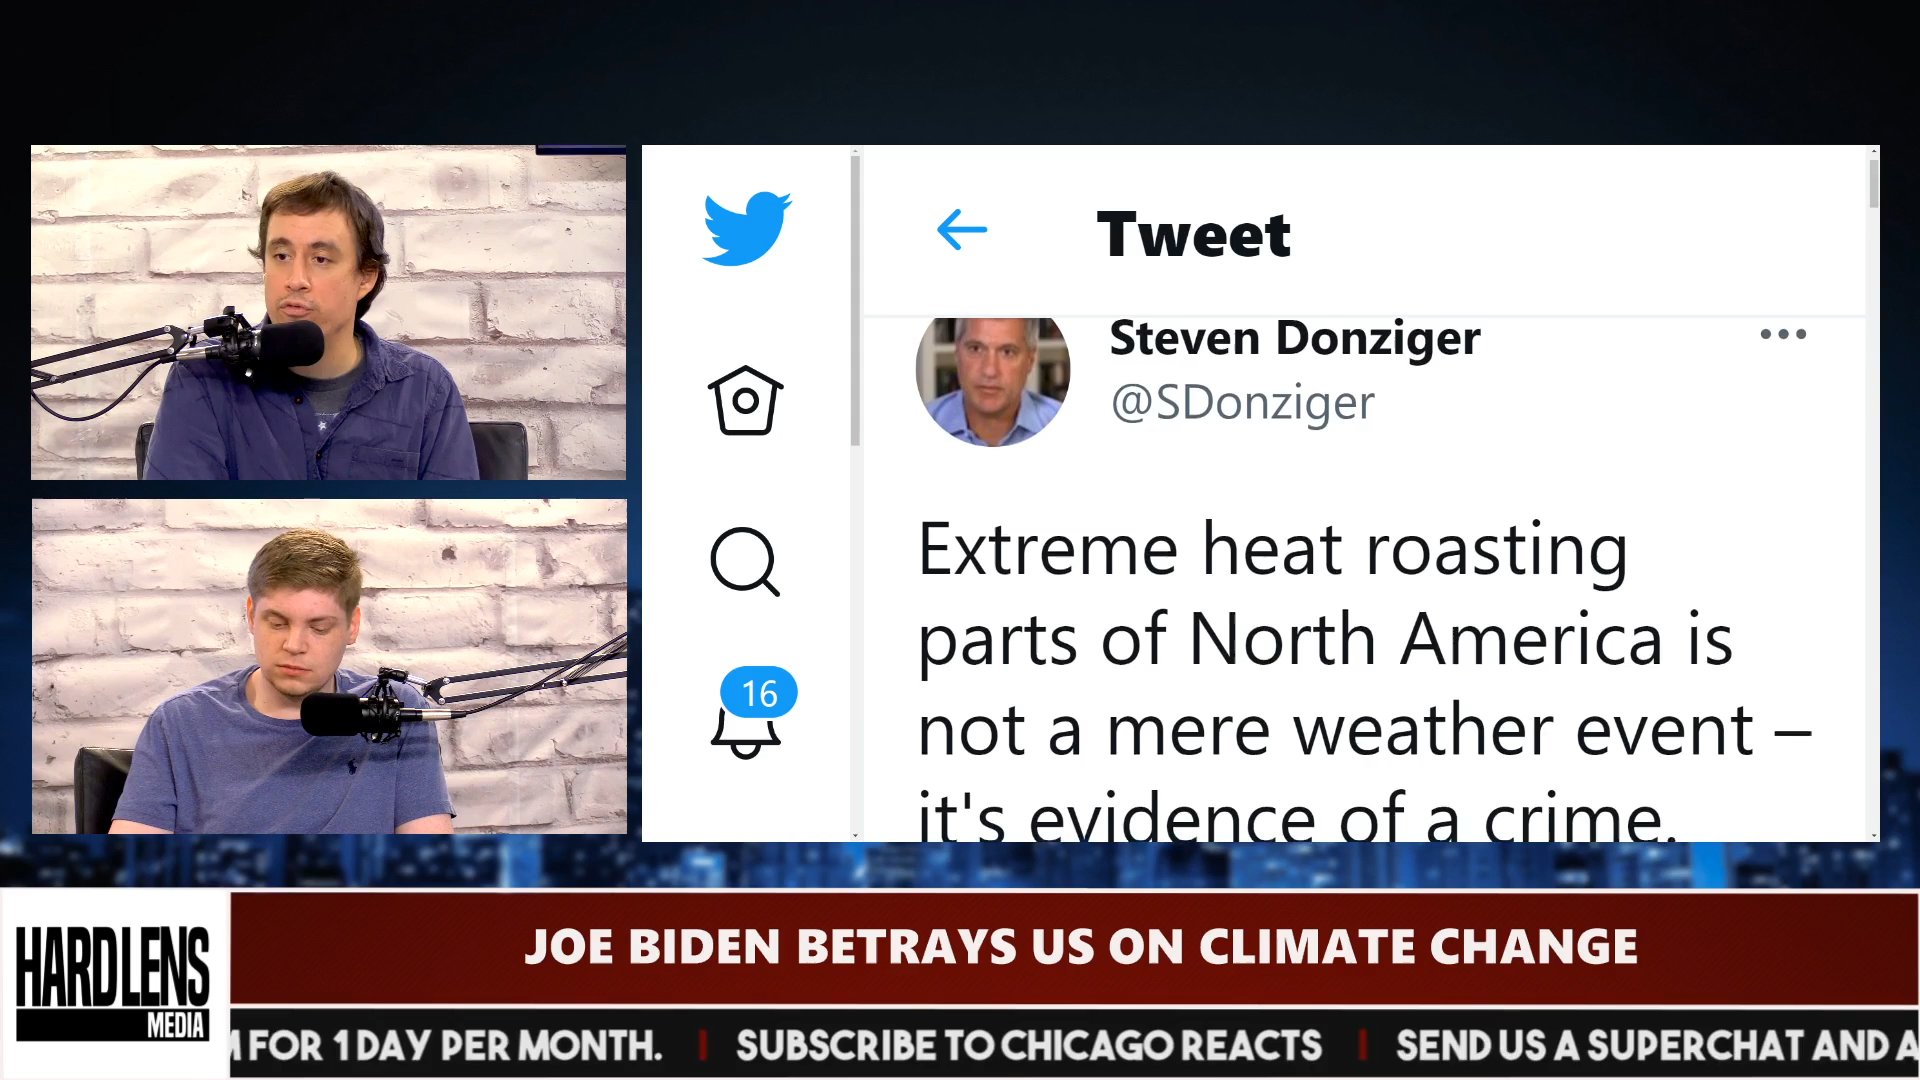 Tweet
Steven Donziger
@SDonziger
16
Extreme heat roasting
parts of North America is
not a mere weather event –
it's evidence of a crime.
JOE BIDEN BETRAYS US ON CLIMATE CHANGE
HARD LENS
MEDIA
FOR 1 DAY PER MONTH. | SUBSCRIBE TO CHICAGO REACTS | SEND US A SUPERCHAT AND A